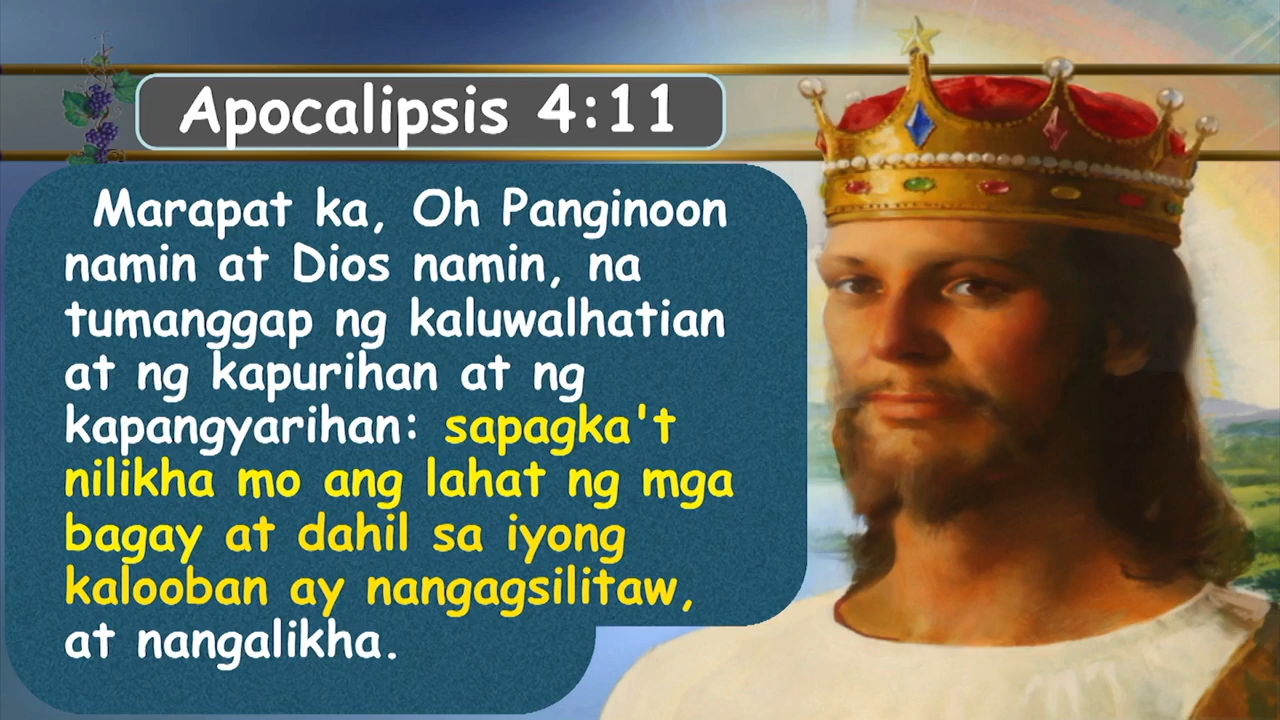 Apocalipsis 4:11
Marapat ka, Oh Panginoon
namin at Dios namin, na
tumanggap ng kaluwalhatian
at ng kapurihan at ng
kapangyarihan: sapagka't
nilikha mo ang lahat ng mga
bagay at dahil sa iyong
kalooban ay nangagsilitaw,
at nangalikha.